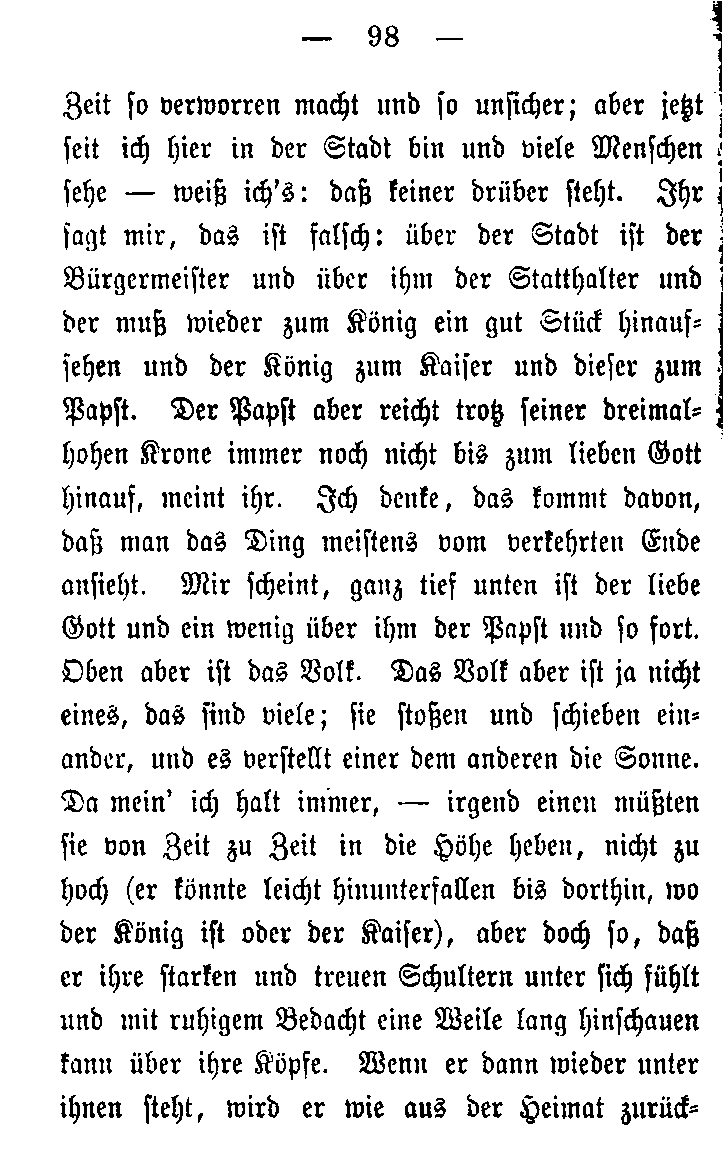 — 98 —
Zeit so verworren macht und so unsicher; aber jetzt
seit ich hier in der Stadt bin und viele Menschen
sehe — weiß ich's: daß keiner drüber steht. Ihr
sagt mir, das ist falsch: über der Stadt ist der
Bürgermeister und über ihm der Statthalter und
der muß wieder zum König ein gut Stück hinauf-
sehen und der König zum Kaiser und dieser zum
Papst. Der Papst aber reicht trotz seiner dreimal-
hohen Krone immer noch nicht bis zum lieben Gott
hinauf, meint ihr. Ich denke, das kommt davon,
daß man das Ding meistens vom verkehrten Ende
ansieht. Mir scheint, ganz tief unten ist der liebe
Gott und ein wenig über ihm der Papst und so fort.
Oben aber ist das Volk. Das Volk aber ist ja nicht
eines, das sind viele; sie stoßen und schieben ein-
ander, und es verstellt einer dem anderen die Sonne.
Da mein' ich halt immer, — irgend einen müßten
sie von Zeit zu Zeit in die Höhe heben, nicht zu
hoch (er könnte leicht hinunterfallen bis dorthin, wo
der König ist oder der Kaiser), aber doch so, daß
er ihre starken und treuen Schultern unter sich fühlt
und mit ruhigem Bedacht eine Weile lang hinschauen
kann über ihre Köpfe. Wenn er dann wieder unter
ihnen steht, wird er wie aus der Heimat zurück-